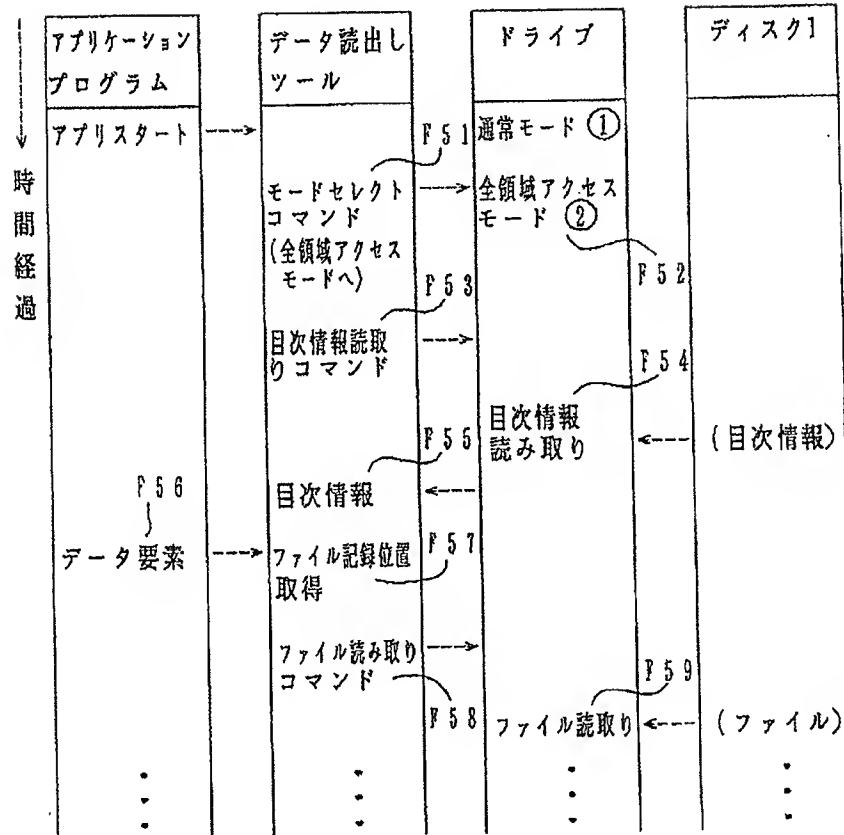 アプリケーション
プログラム
データ読出し
ツール
ドライブ
ディスク1
時間経過
アプリスタート
F51
通常モード ①
モードセレクト
コマンド
(全領域アクセス
モードへ)
全領域アクセス
モード ②
F52
F53
目次情報読取
りコマンド
F54
目次情報
読み取り
(目次情報)
F55
目次情報
F56
データ要素
ファイル記録位置
取得
F57
ファイル読み取り
コマンド
F58
F59
ファイル読取り
(ファイル)